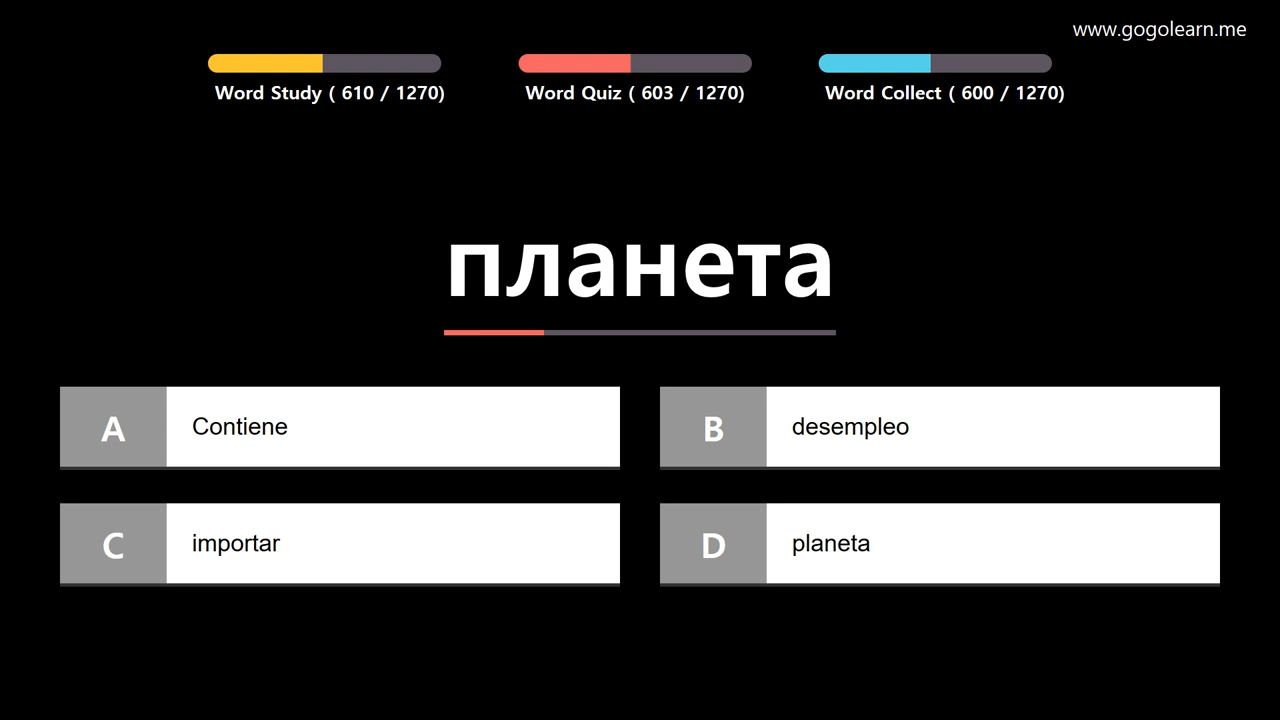 www.gogolearn.me
Word Study ( 610 / 1270)
Word Quiz ( 603 / 1270)
Word Collect ( 600 / 1270)
планета
A Contiene
B desempleo
C importar
D planeta